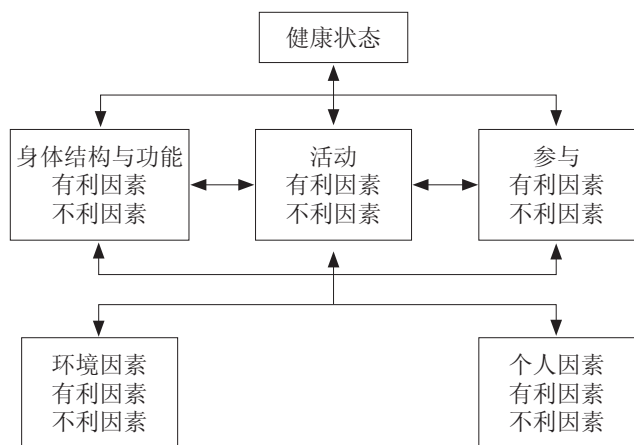 健康状态
身体结构与功能
有利因素
不利因素
活动
有利因素
不利因素
参与
有利因素
不利因素
环境因素
有利因素
不利因素
个人因素
有利因素
不利因素